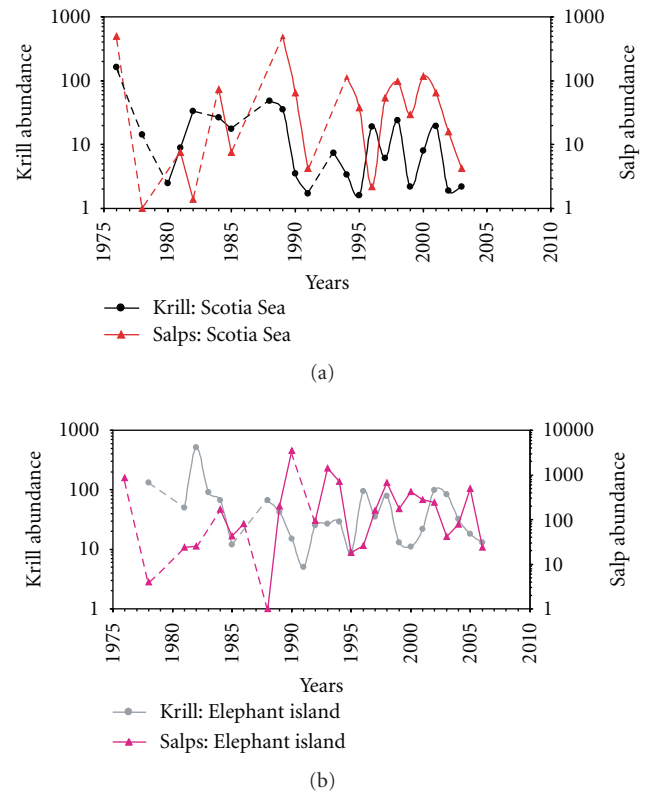 1000
100
10
1
Krill abundance
1000
100
10
1
Salp abundance
1975
1980
1985
1990
1995
2000
2005
2010
Years
Krill: Scotia Sea
Salps: Scotia Sea
(a)
1000
100
10
1
Krill abundance
10000
1000
100
10
1
Salp abundance
1975
1980
1985
1990
1995
2000
2005
2010
Years
Krill: Elephant island
Salps: Elephant island
(b)